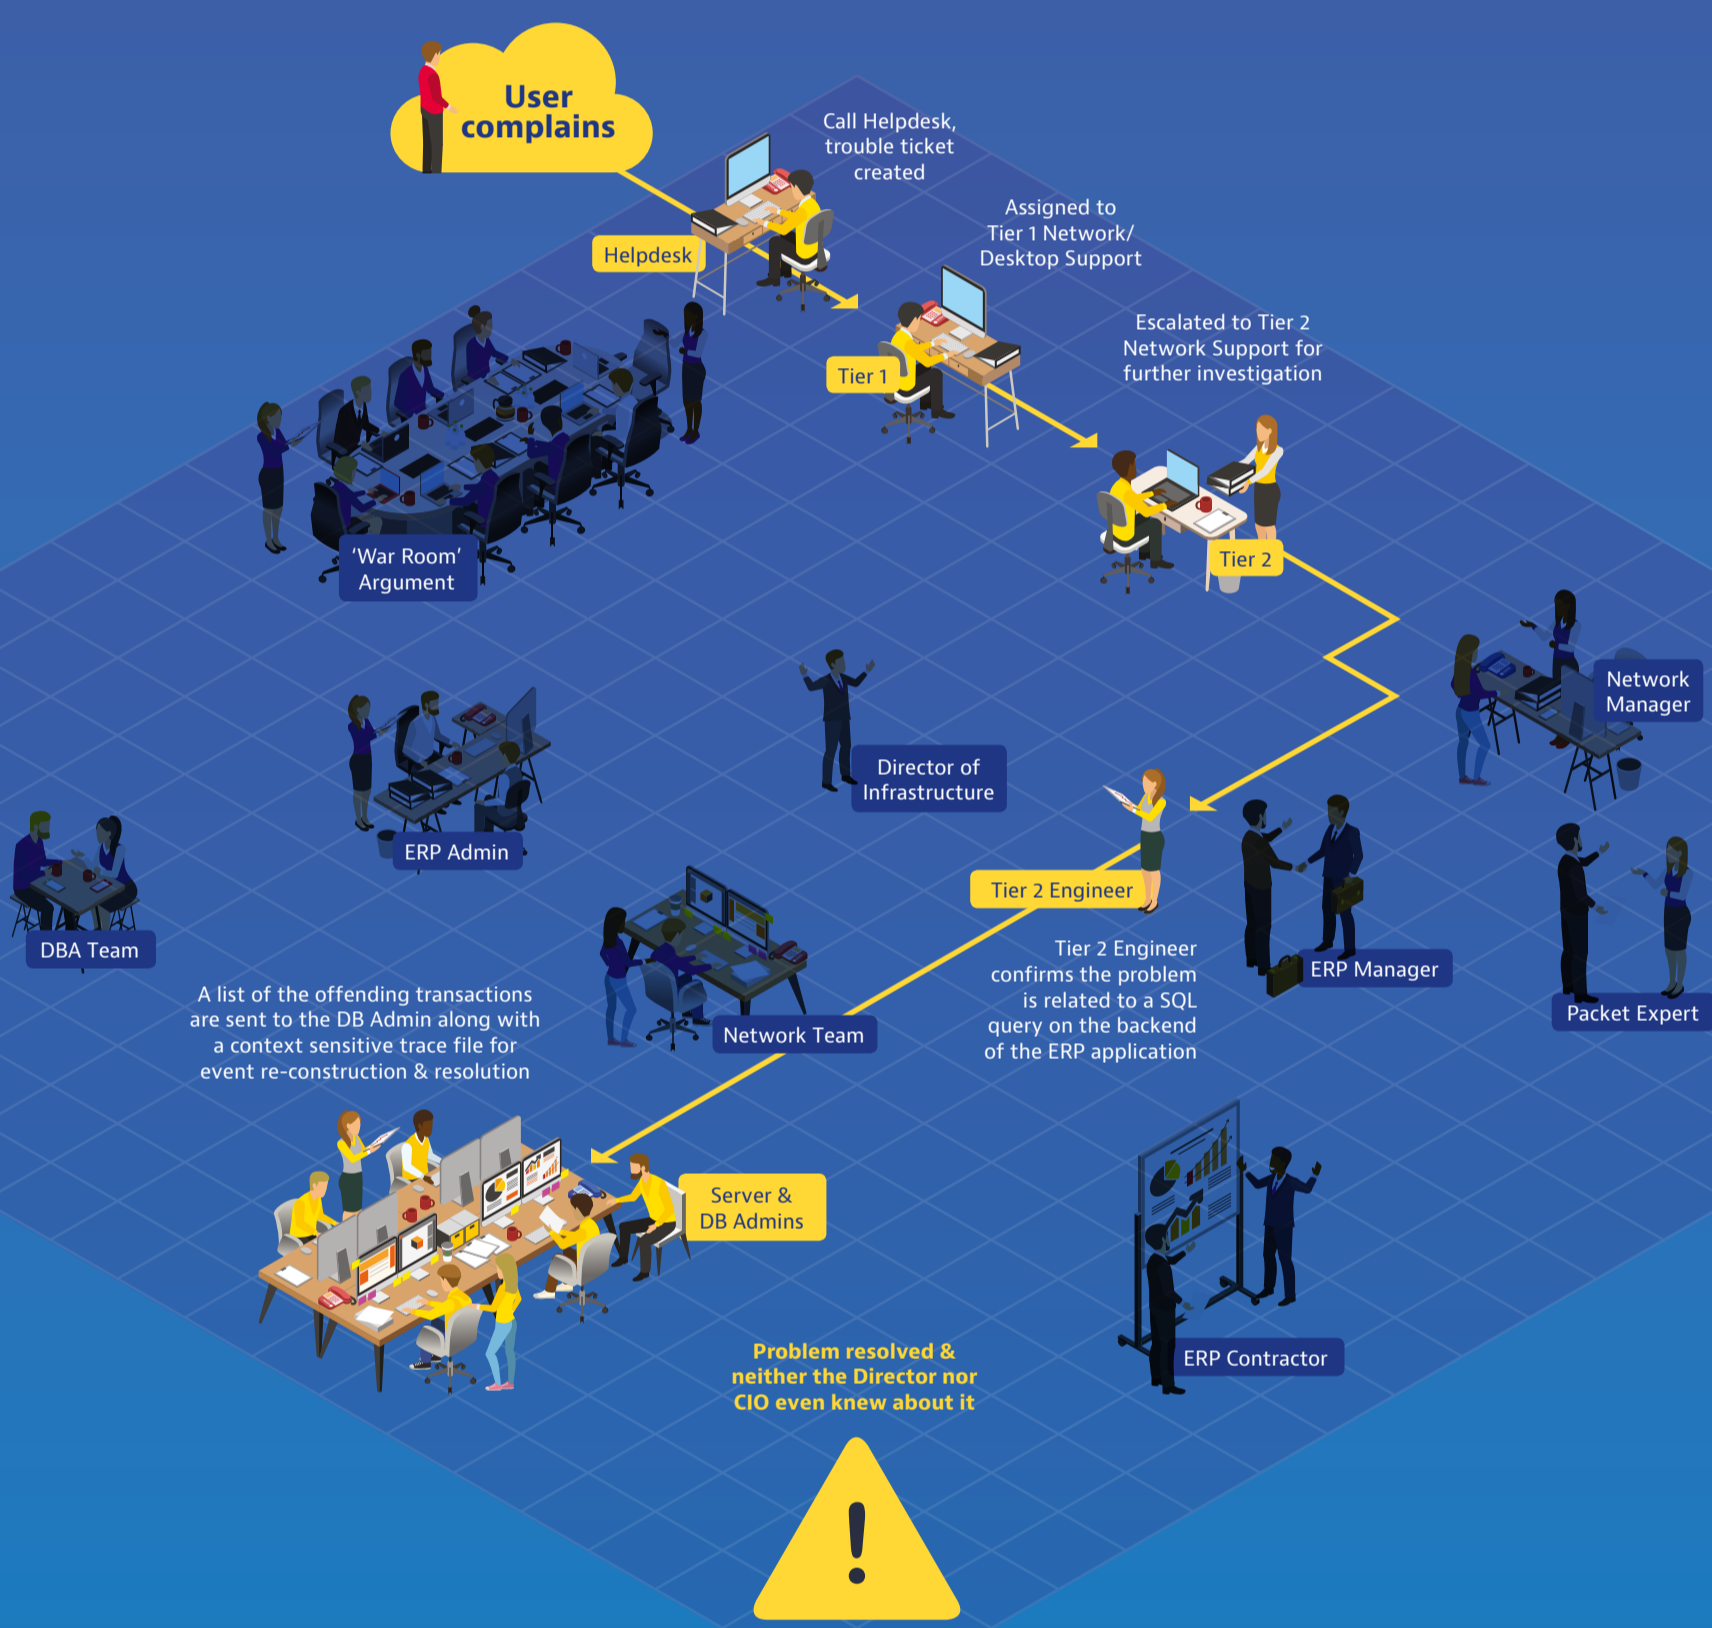 User
complains
Call Helpdesk,
trouble ticket
created
Helpdesk
Assigned to
Tier 1 Network/
Desktop Support
Tier 1
Escalated to Tier 2
Network Support for
further investigation
Tier 2
'War Room'
Argument
Network
Manager
Director of
Infrastructure
ERP Admin
Tier 2 Engineer
DBA Team
ERP Manager
Packet Expert
Network Team
Tier 2 Engineer
confirms the problem
is related to a SQL
query on the backend
of the ERP application
A list of the offending transactions
are sent to the DB Admin along with
a context sensitive trace file for
event re-construction & resolution
Server &
DB Admins
ERP Contractor
Problem resolved &
neither the Director nor
CIO even knew about it
!